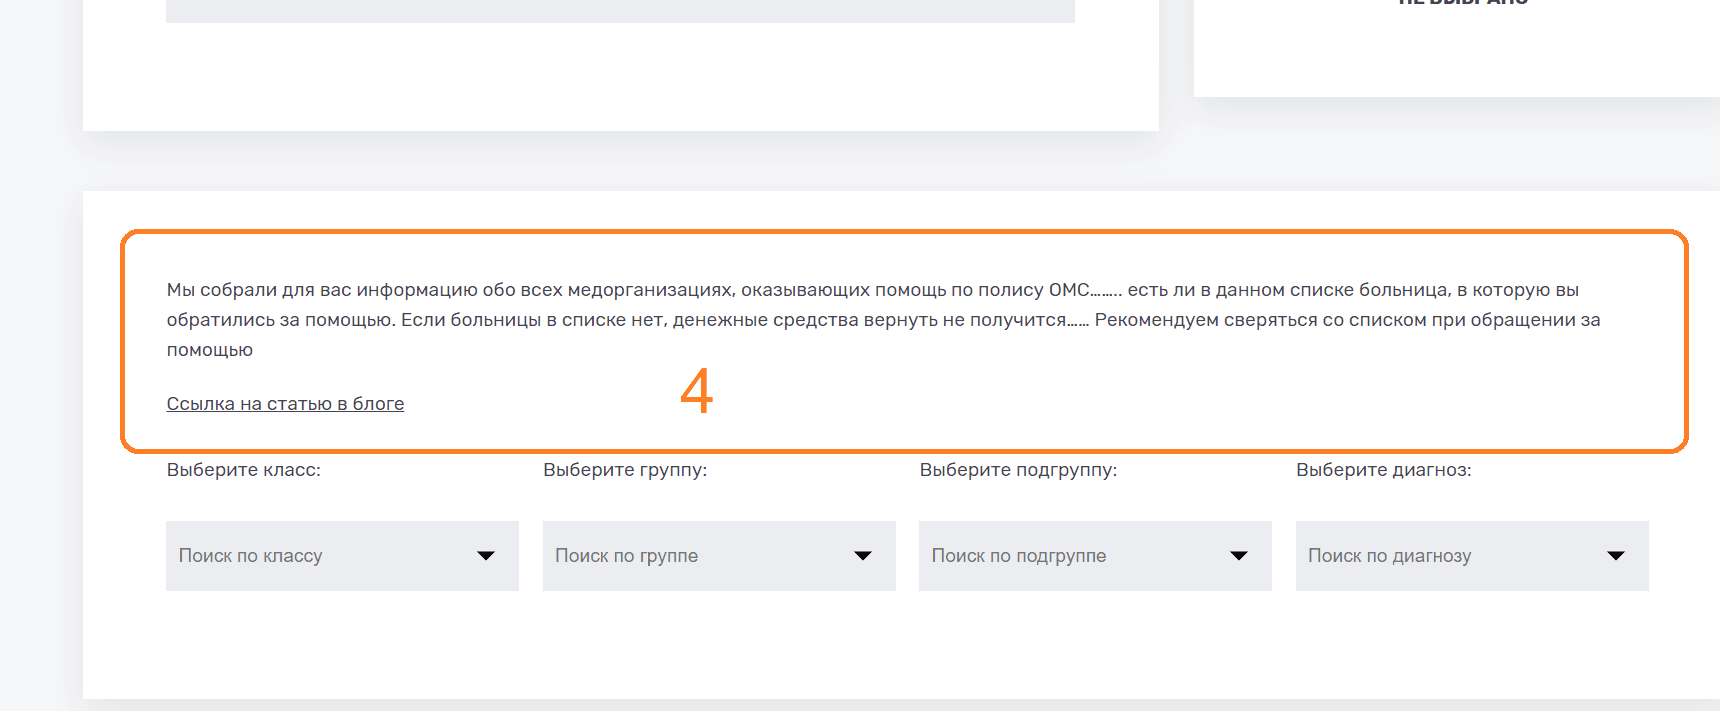 НЕ ВЫБРАНО
Мы собрали для вас информацию обо всех медорганизациях, оказывающих помощь по полису ОМС…….. есть ли в данном списке больница, в которую вы
обратились за помощью. Если больницы в списке нет, денежные средства вернуть не получится…… Рекомендуем сверяться со списком при обращении за
помощью
4
Ссылка на статью в блоге
Выберите класс: Выберите группу: Выберите подгруппу: Выберите диагноз:
Поиск по классу Поиск по группе Поиск по подгруппе Поиск по диагнозу